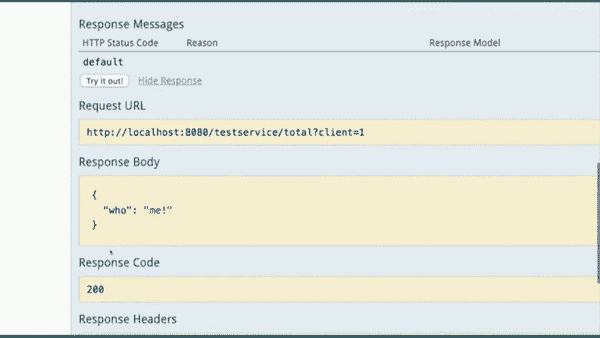 Response Messages
HTTP Status Code Reason Response Model
default
Try it out! Hide Response
Request URL
http://localhost:8080/testservice/total?client=1
Response Body
{
"who": "me!"
}
Response Code
200
Response Headers